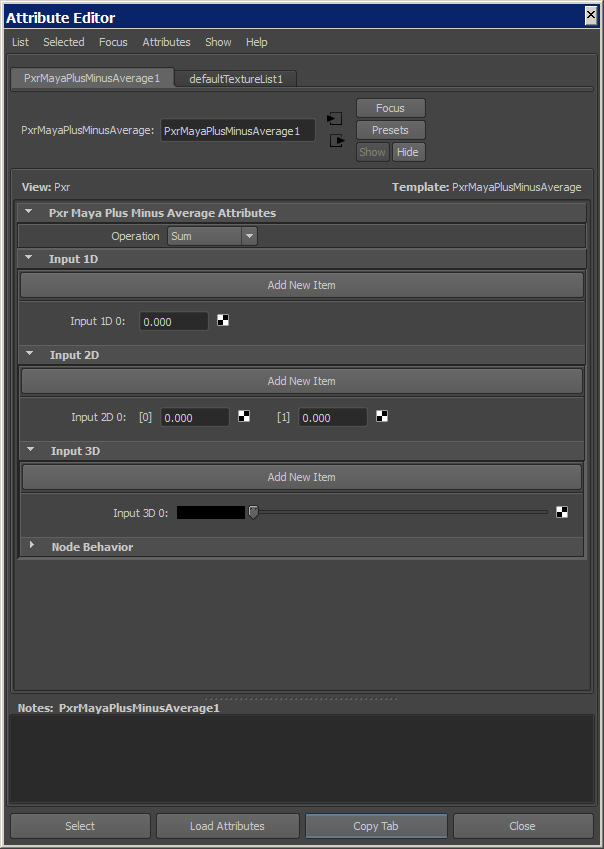 Attribute Editor
List Selected Focus Attributes Show Help
PxrMayaPlusMinusAverage1 defaultTextureList1
Focus
PxrMayaPlusMinusAverage: PxrMayaPlusMinusAverage1 Presets
Show Hide
View: Pxr Template: PxrMayaPlusMinusAverage
Pxr Maya Plus Minus Average Attributes
Operation Sum
Input 1D
Add New Item
Input 1D 0: 0.000
Input 2D
Add New Item
Input 2D 0: [0] 0.000 [1] 0.000
Input 3D
Add New Item
Input 3D 0:
Node Behavior
Notes: PxrMayaPlusMinusAverage1
Select Load Attributes Copy Tab Close